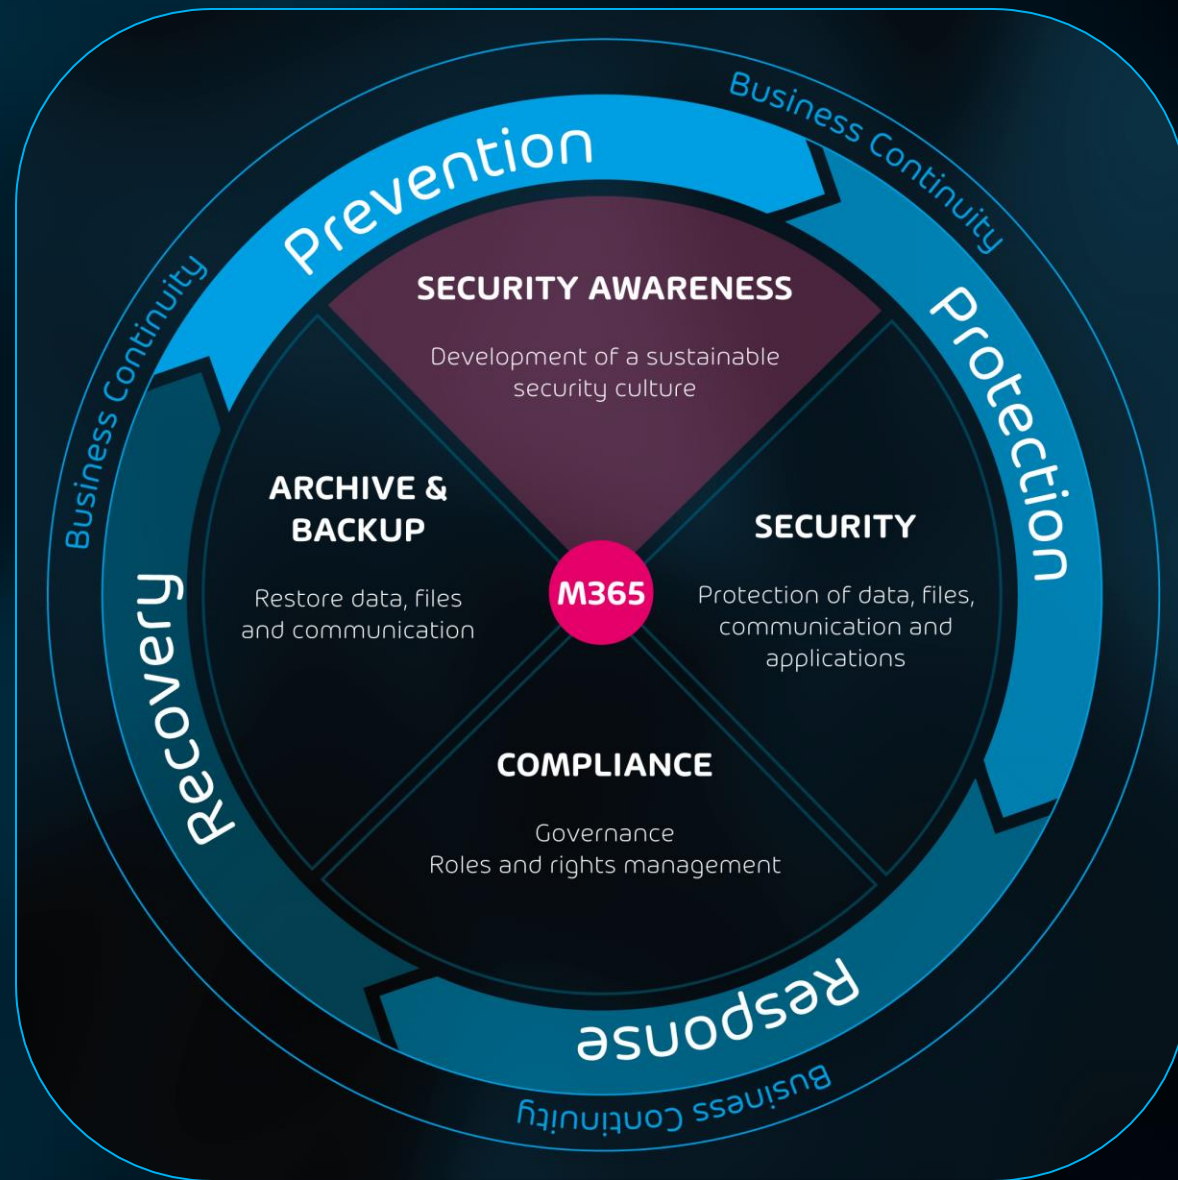 Business Continuity
Prevention
Protection
Response
Recovery
Business Continuity
Business Continuity
SECURITY AWARENESS
Development of a sustainable
security culture
ARCHIVE &
BACKUP
Restore data, files
and communication
M365
SECURITY
Protection of data, files,
communication and
applications
COMPLIANCE
Governance
Roles and rights management